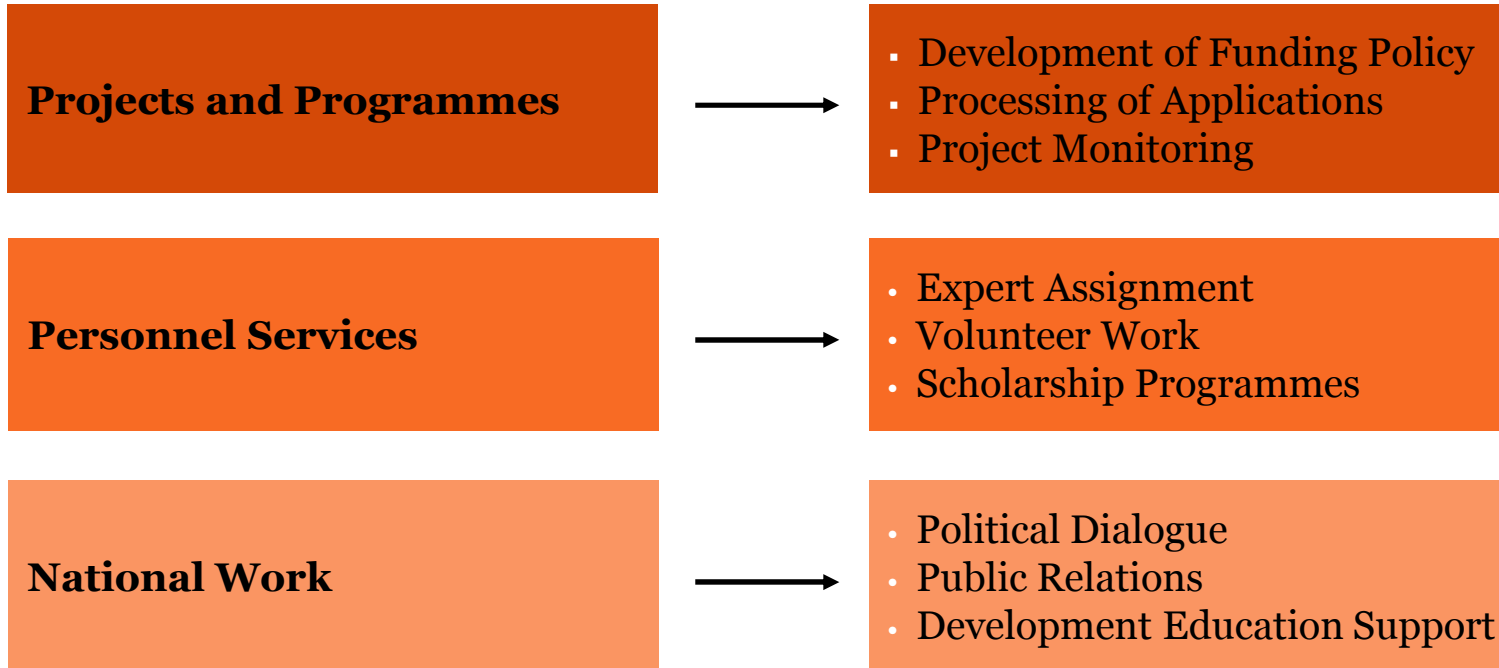 Projects and Programmes
▪ Development of Funding Policy
▪ Processing of Applications
▪ Project Monitoring
Personnel Services
• Expert Assignment
• Volunteer Work
• Scholarship Programmes
National Work
• Political Dialogue
• Public Relations
• Development Education Support